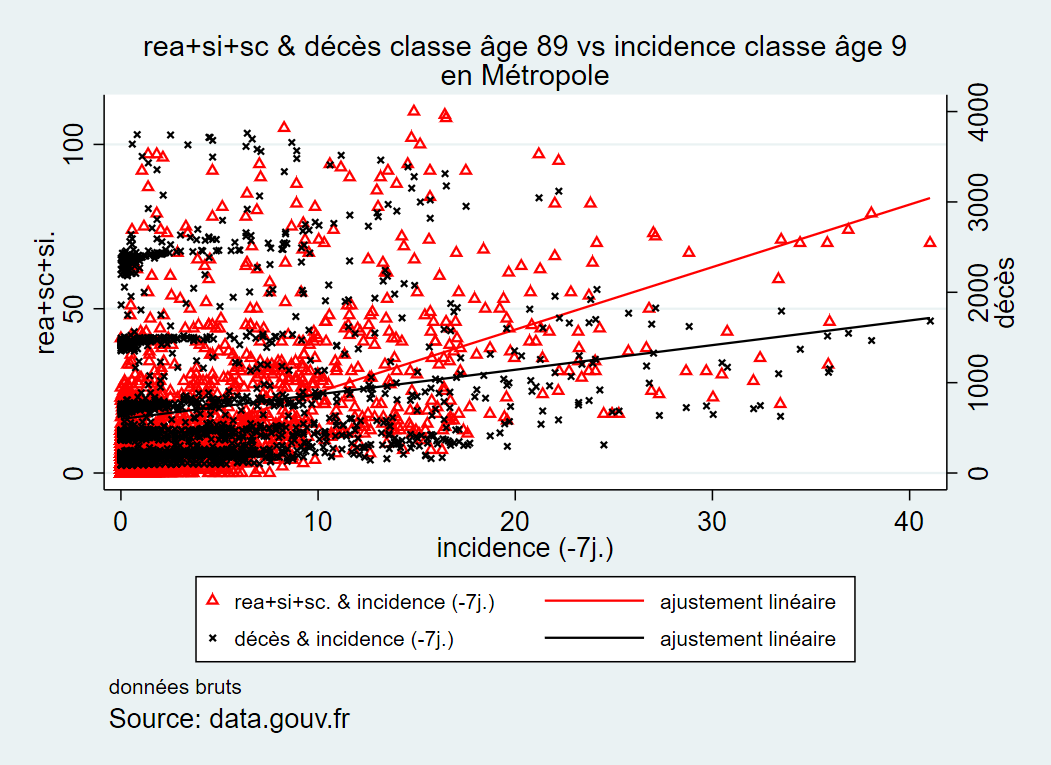 rea+si+sc & décès classe âge 89 vs incidence classe âge 9
en Métropole
rea+sc+si.
100
50
0
4000
3000
2000
1000
0
décès
0 10 20 30 40
incidence (-7j.)
rea+si+sc. & incidence (-7j.) ajustement linéaire
décès & incidence (-7j.) ajustement linéaire
données bruts
Source: data.gouv.fr